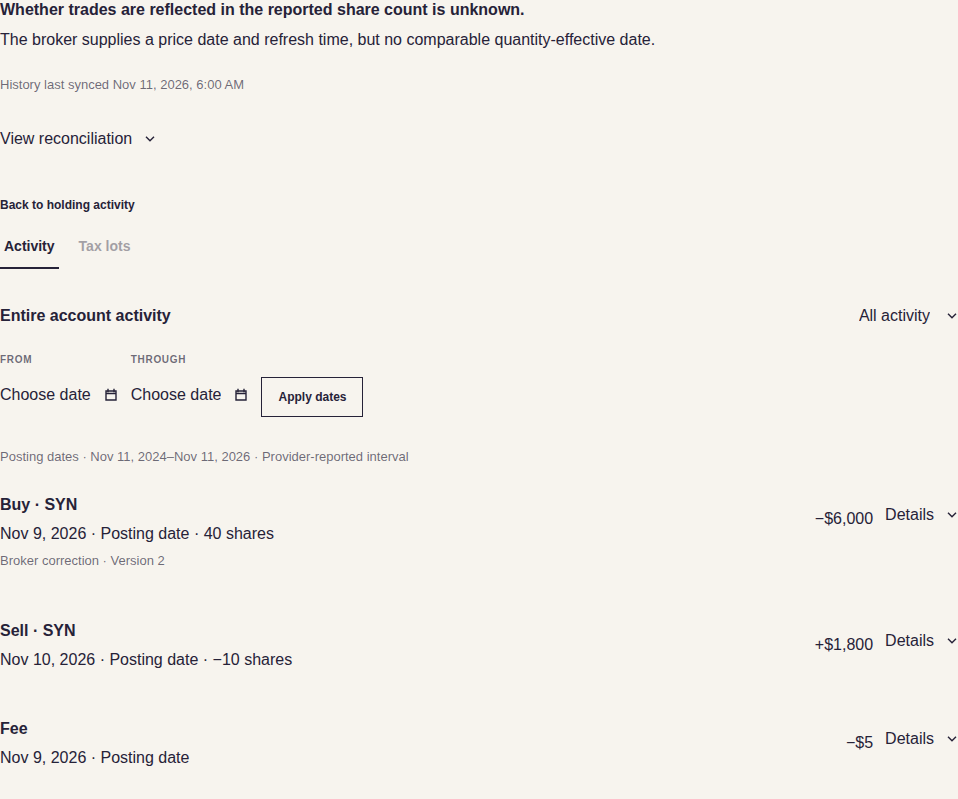 Whether trades are reflected in the reported share count is unknown.
The broker supplies a price date and refresh time, but no comparable quantity-effective date.
History last synced Nov 11, 2026, 6:00 AM
View reconciliation
Back to holding activity
Activity Tax lots
Entire account activity All activity
FROM THROUGH
Choose date Choose date Apply dates
Posting dates · Nov 11, 2024–Nov 11, 2026 · Provider-reported interval
Buy · SYN
−$6,000 Details
Nov 9, 2026 · Posting date · 40 shares
Broker correction · Version 2
Sell · SYN
+$1,800 Details
Nov 10, 2026 · Posting date · −10 shares
Fee
−$5 Details
Nov 9, 2026 · Posting date